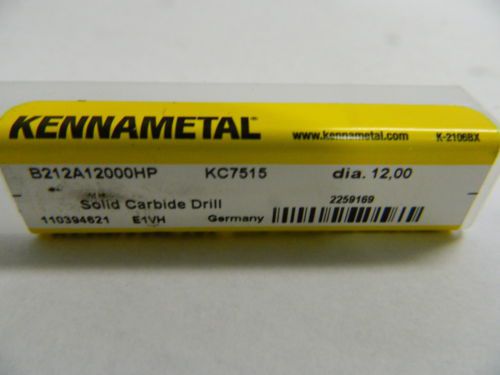 KENNAMETAL www.kennametal.com K-2106BX
B212A12000HP KC7515 dia. 12,00
Solid Carbide Drill 2259169
110394621 E1VH Germany